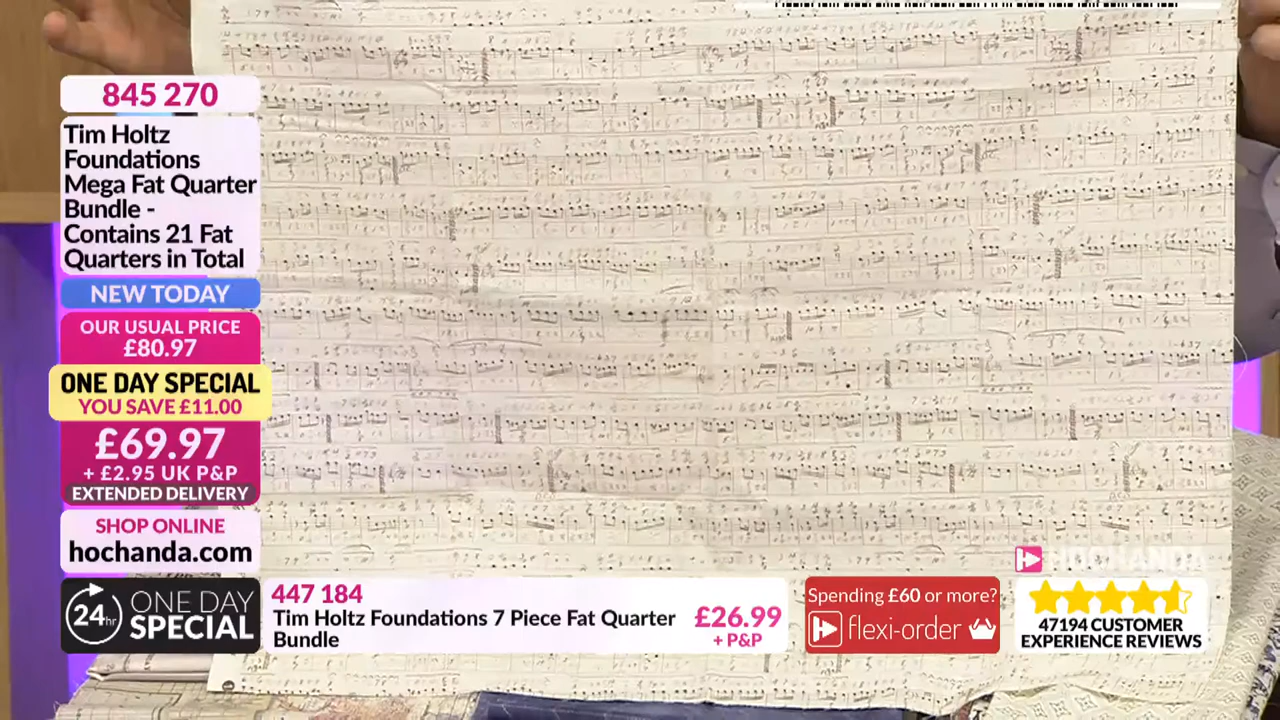 845 270
Tim Holtz
Foundations
Mega Fat Quarter
Bundle -
Contains 21 Fat
Quarters in Total
NEW TODAY
OUR USUAL PRICE
£80.97
ONE DAY SPECIAL
YOU SAVE £11.00
£69.97
+ £2.95 UK P&P
EXTENDED DELIVERY
SHOP ONLINE
hochanda.com
24hr
ONE DAY
SPECIAL
447 184
Tim Holtz Foundations 7 Piece Fat Quarter
Bundle
£26.99
+ P&P
Spending £60 or more?
flexi-order
HOCHANDA
47194 CUSTOMER
EXPERIENCE REVIEWS